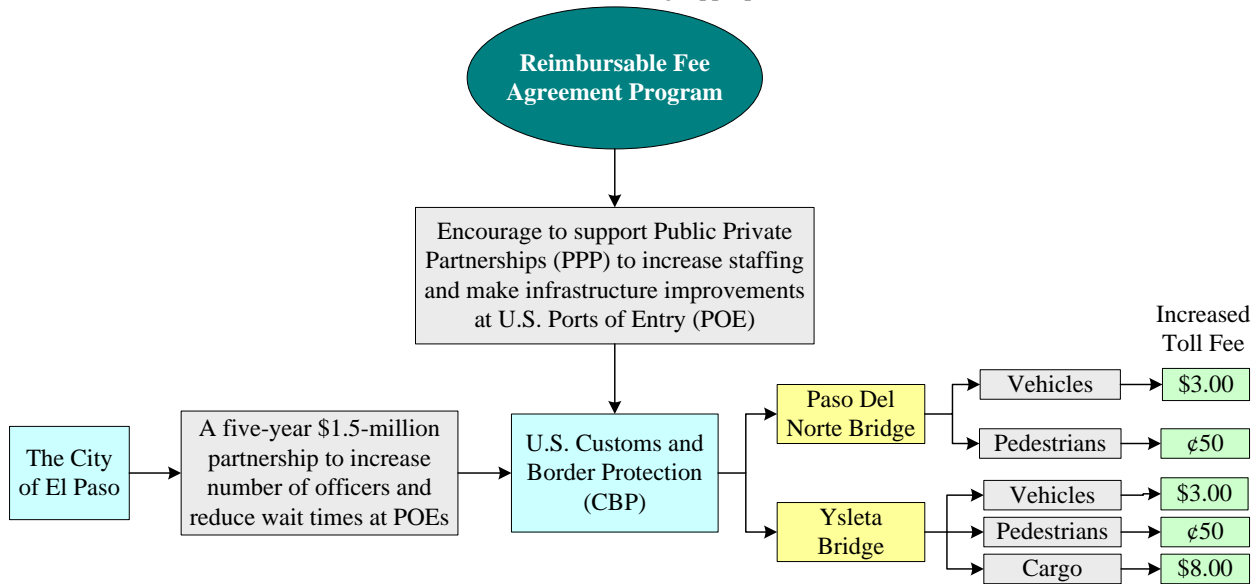 Reimbursable Fee
Agreement Program
Encourage to support Public Private
Partnerships (PPP) to increase staffing
and make infrastructure improvements
at U.S. Ports of Entry (POE)
Increased
Toll Fee
The City
of El Paso
A five-year $1.5-million
partnership to increase
number of officers and
reduce wait times at POEs
U.S. Customs and
Border Protection
(CBP)
Paso Del
Norte Bridge
Vehicles
$3.00
Pedestrians
¢50
Ysleta
Bridge
Vehicles
$3.00
Pedestrians
¢50
Cargo
$8.00